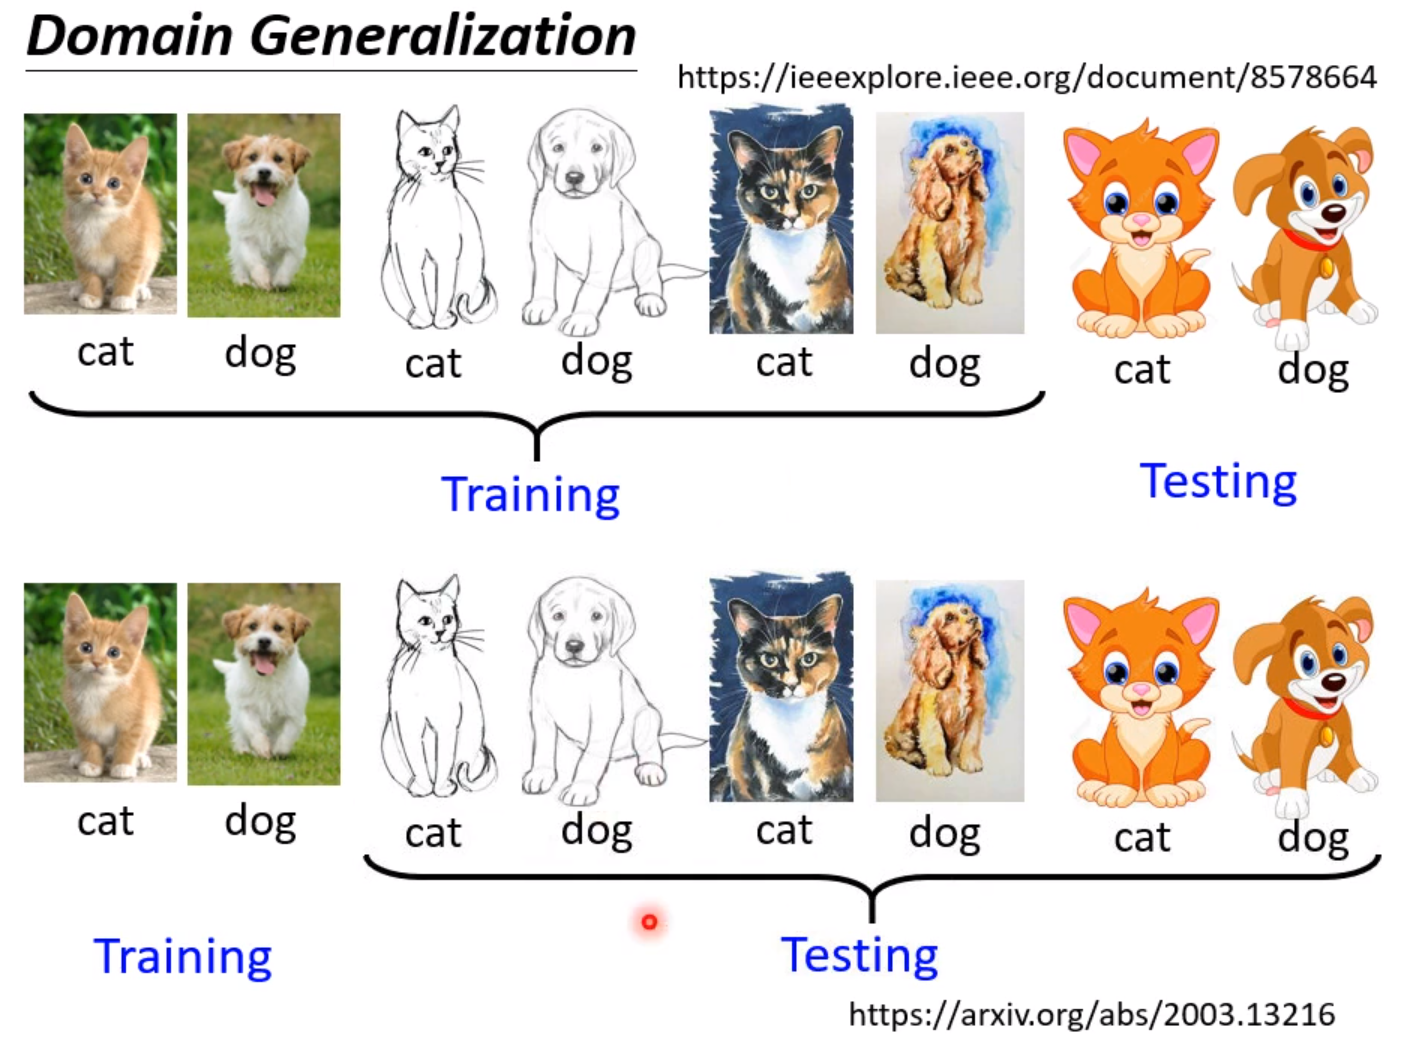 Domain Generalization
https://ieeexplore.ieee.org/document/8578664
cat dog cat dog cat dog cat dog
Training Testing
cat dog cat dog cat dog cat dog
Training Testing
https://arxiv.org/abs/2003.13216